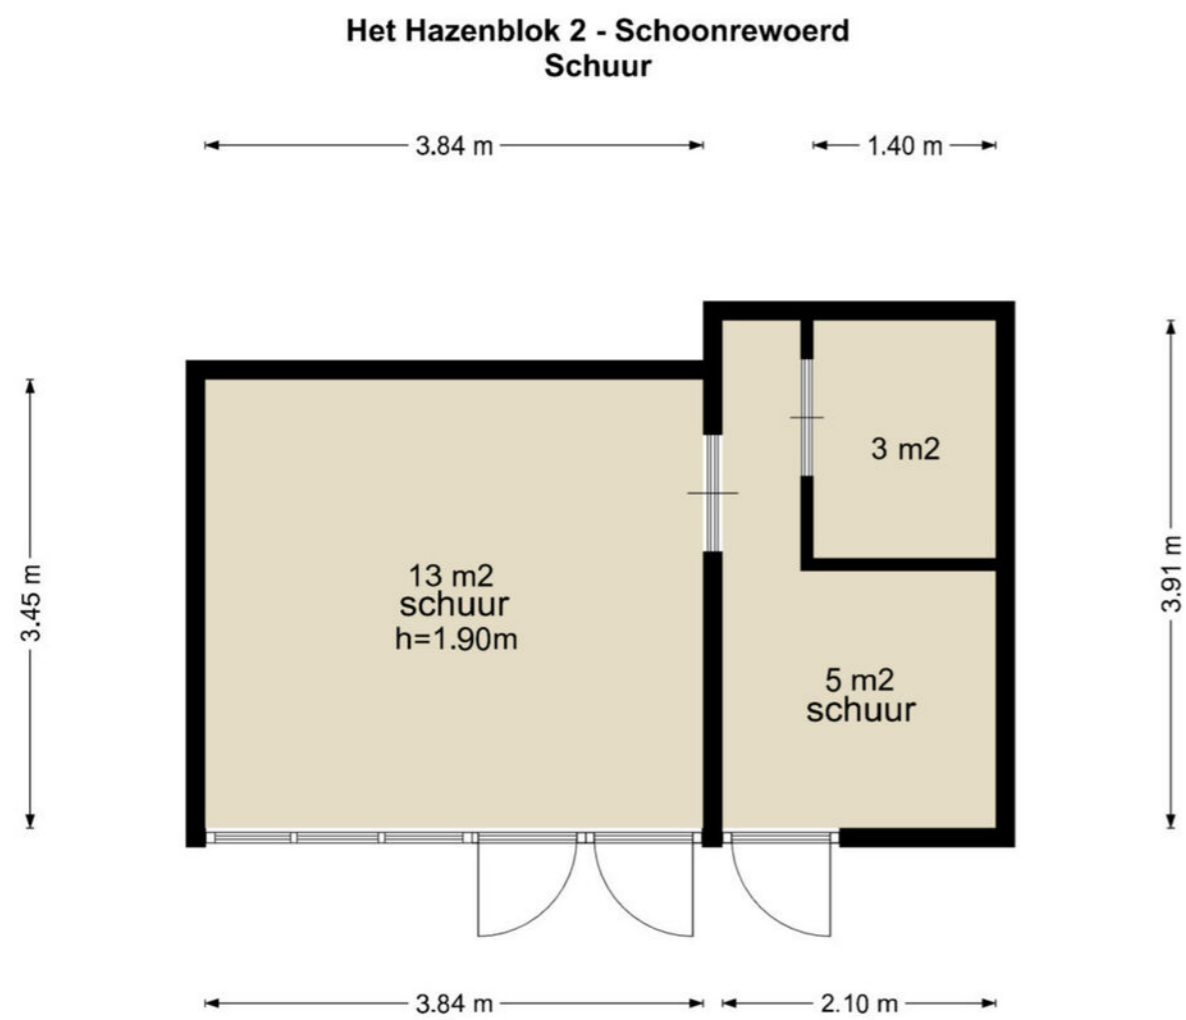 Het Hazenblok 2 - Schoonrewoerd
Schuur
3.84 m
1.40 m
3.45 m
3.91 m
3 m2
13 m2
schuur
h=1.90m
5 m2
schuur
3.84 m
2.10 m